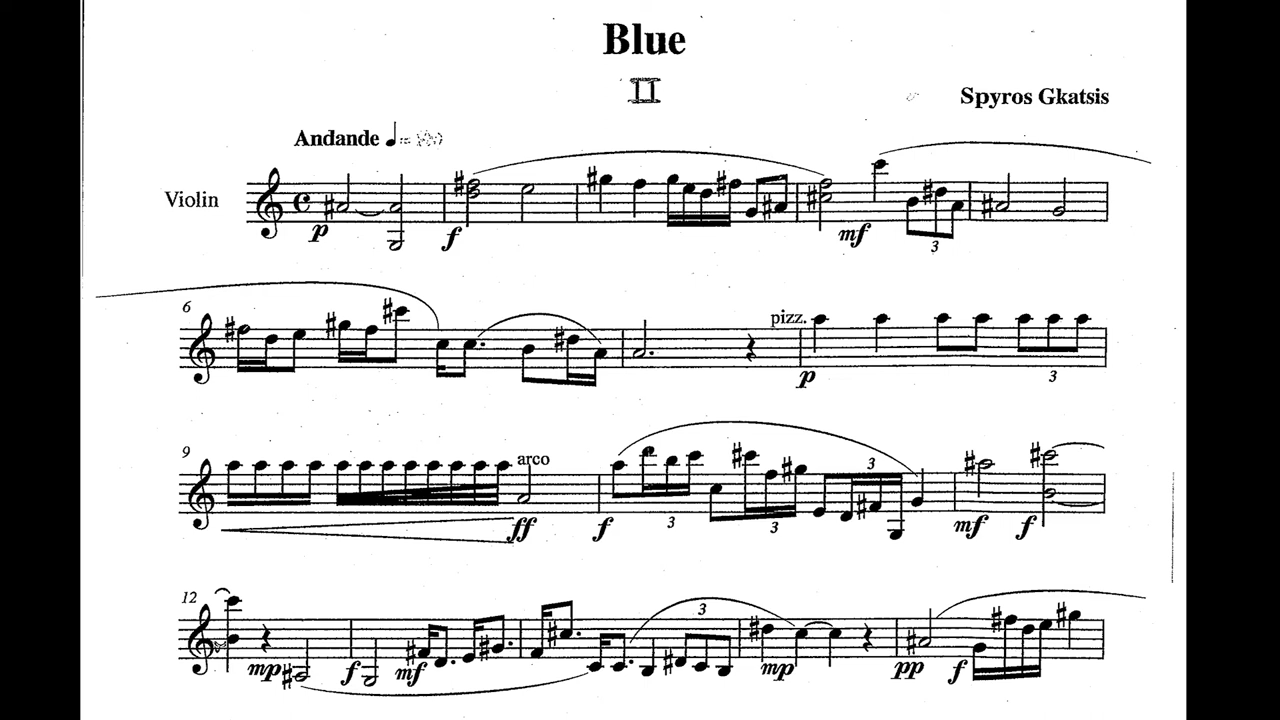 Blue
II
Spyros Gkatsis
Andande ♩=
Violin
p f mf 3
6
pizz.
p 3
9
arco
ff f 3 3 3 mf f
12
mp f mf 3 mp pp f